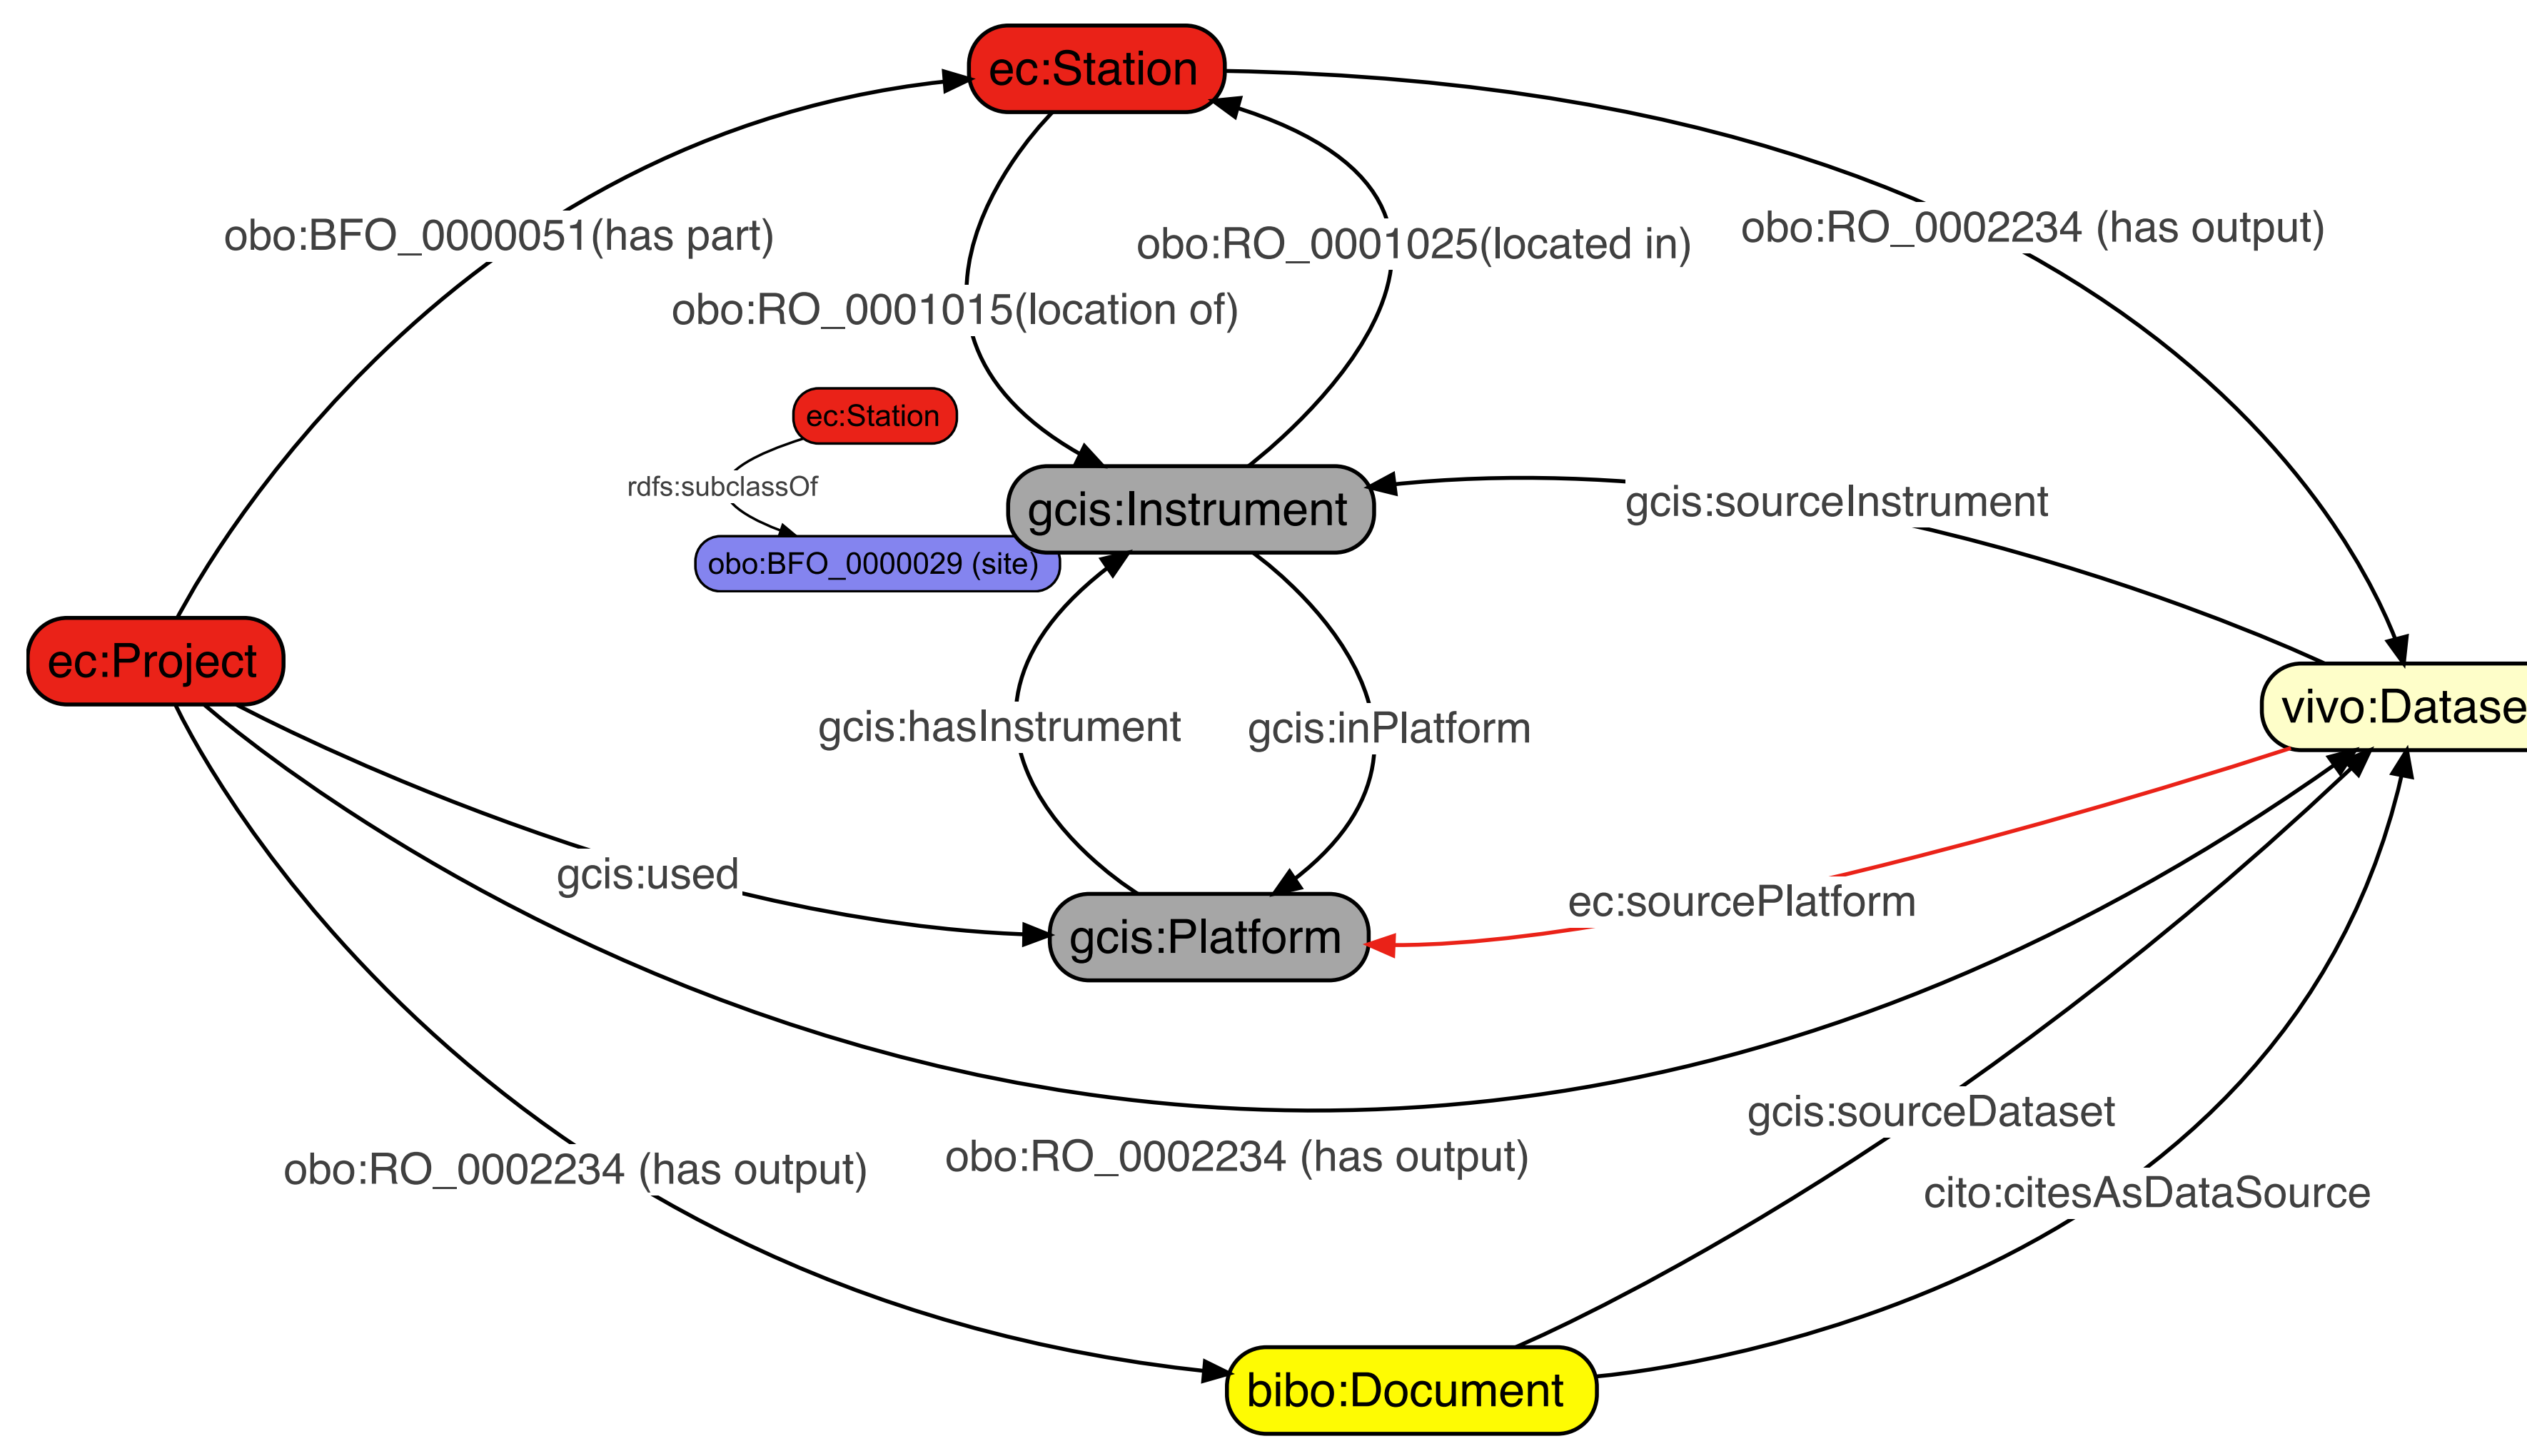 ec:Station
obo:BFO_0000051(has part)
obo:RO_0001025(located in)
obo:RO_0002234 (has output)
obo:RO_0001015(location of)
ec:Station
rdfs:subclassOf
gcis:Instrument
gcis:sourceInstrument
obo:BFO_0000029 (site)
ec:Project
vivo:Datase
gcis:hasInstrument
gcis:inPlatform
gcis:used
ec:sourcePlatform
gcis:Platform
gcis:sourceDataset
obo:RO_0002234 (has output)
obo:RO_0002234 (has output)
cito:citesAsDataSource
bibo:Document